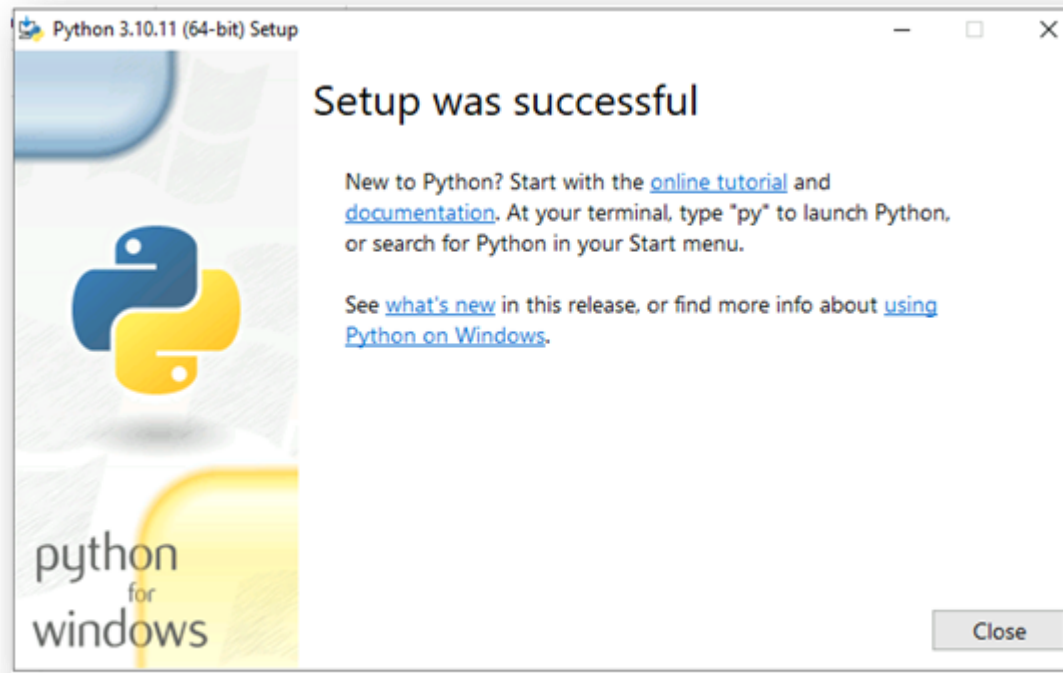 Python 3.10.11 (64-bit) Setup
Setup was successful
New to Python? Start with the online tutorial and
documentation. At your terminal, type "py" to launch Python,
or search for Python in your Start menu.
See what's new in this release, or find more info about using
Python on Windows.
python
for
windows
Close